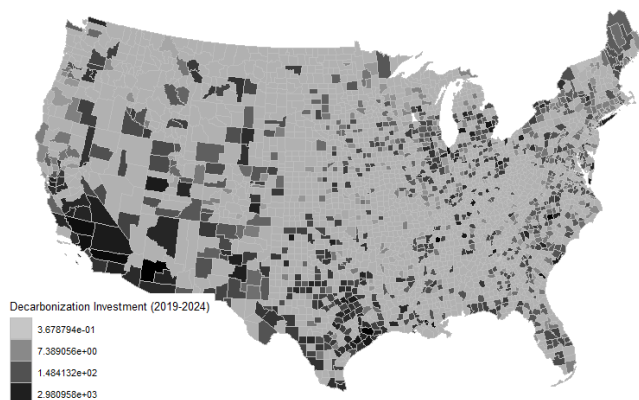 Decarbonization Investment (2019-2024)
3.678794e-01
7.389056e+00
1.484132e+02
2.980958e+03